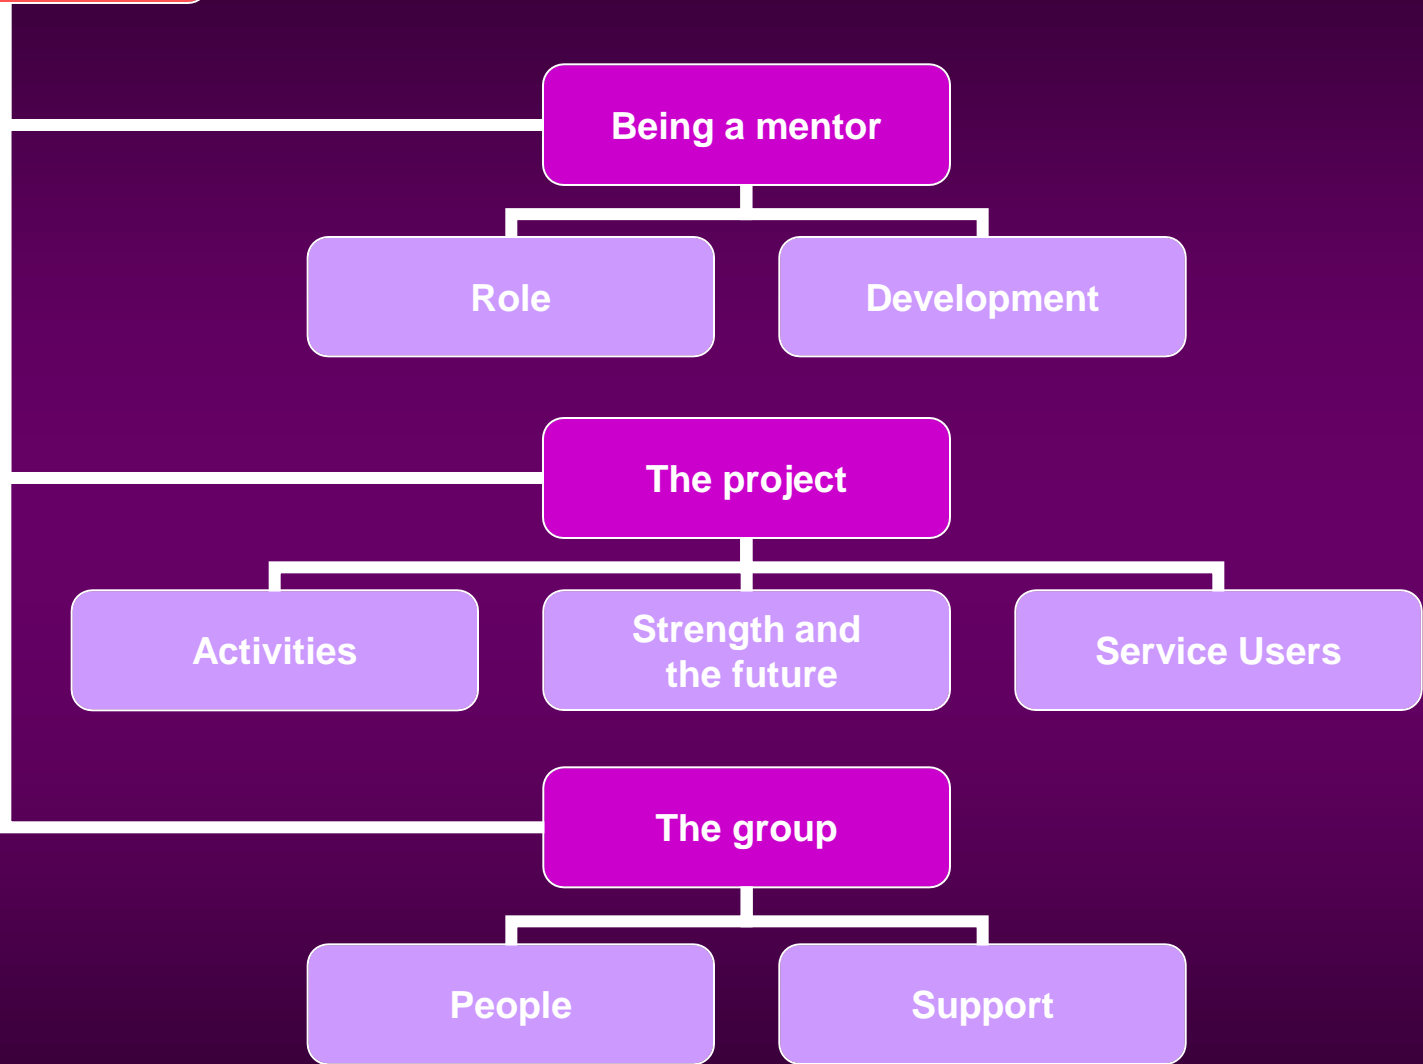 Being a mentor
Role
Development
The project
Activities
Strength and
the future
Service Users
The group
People
Support